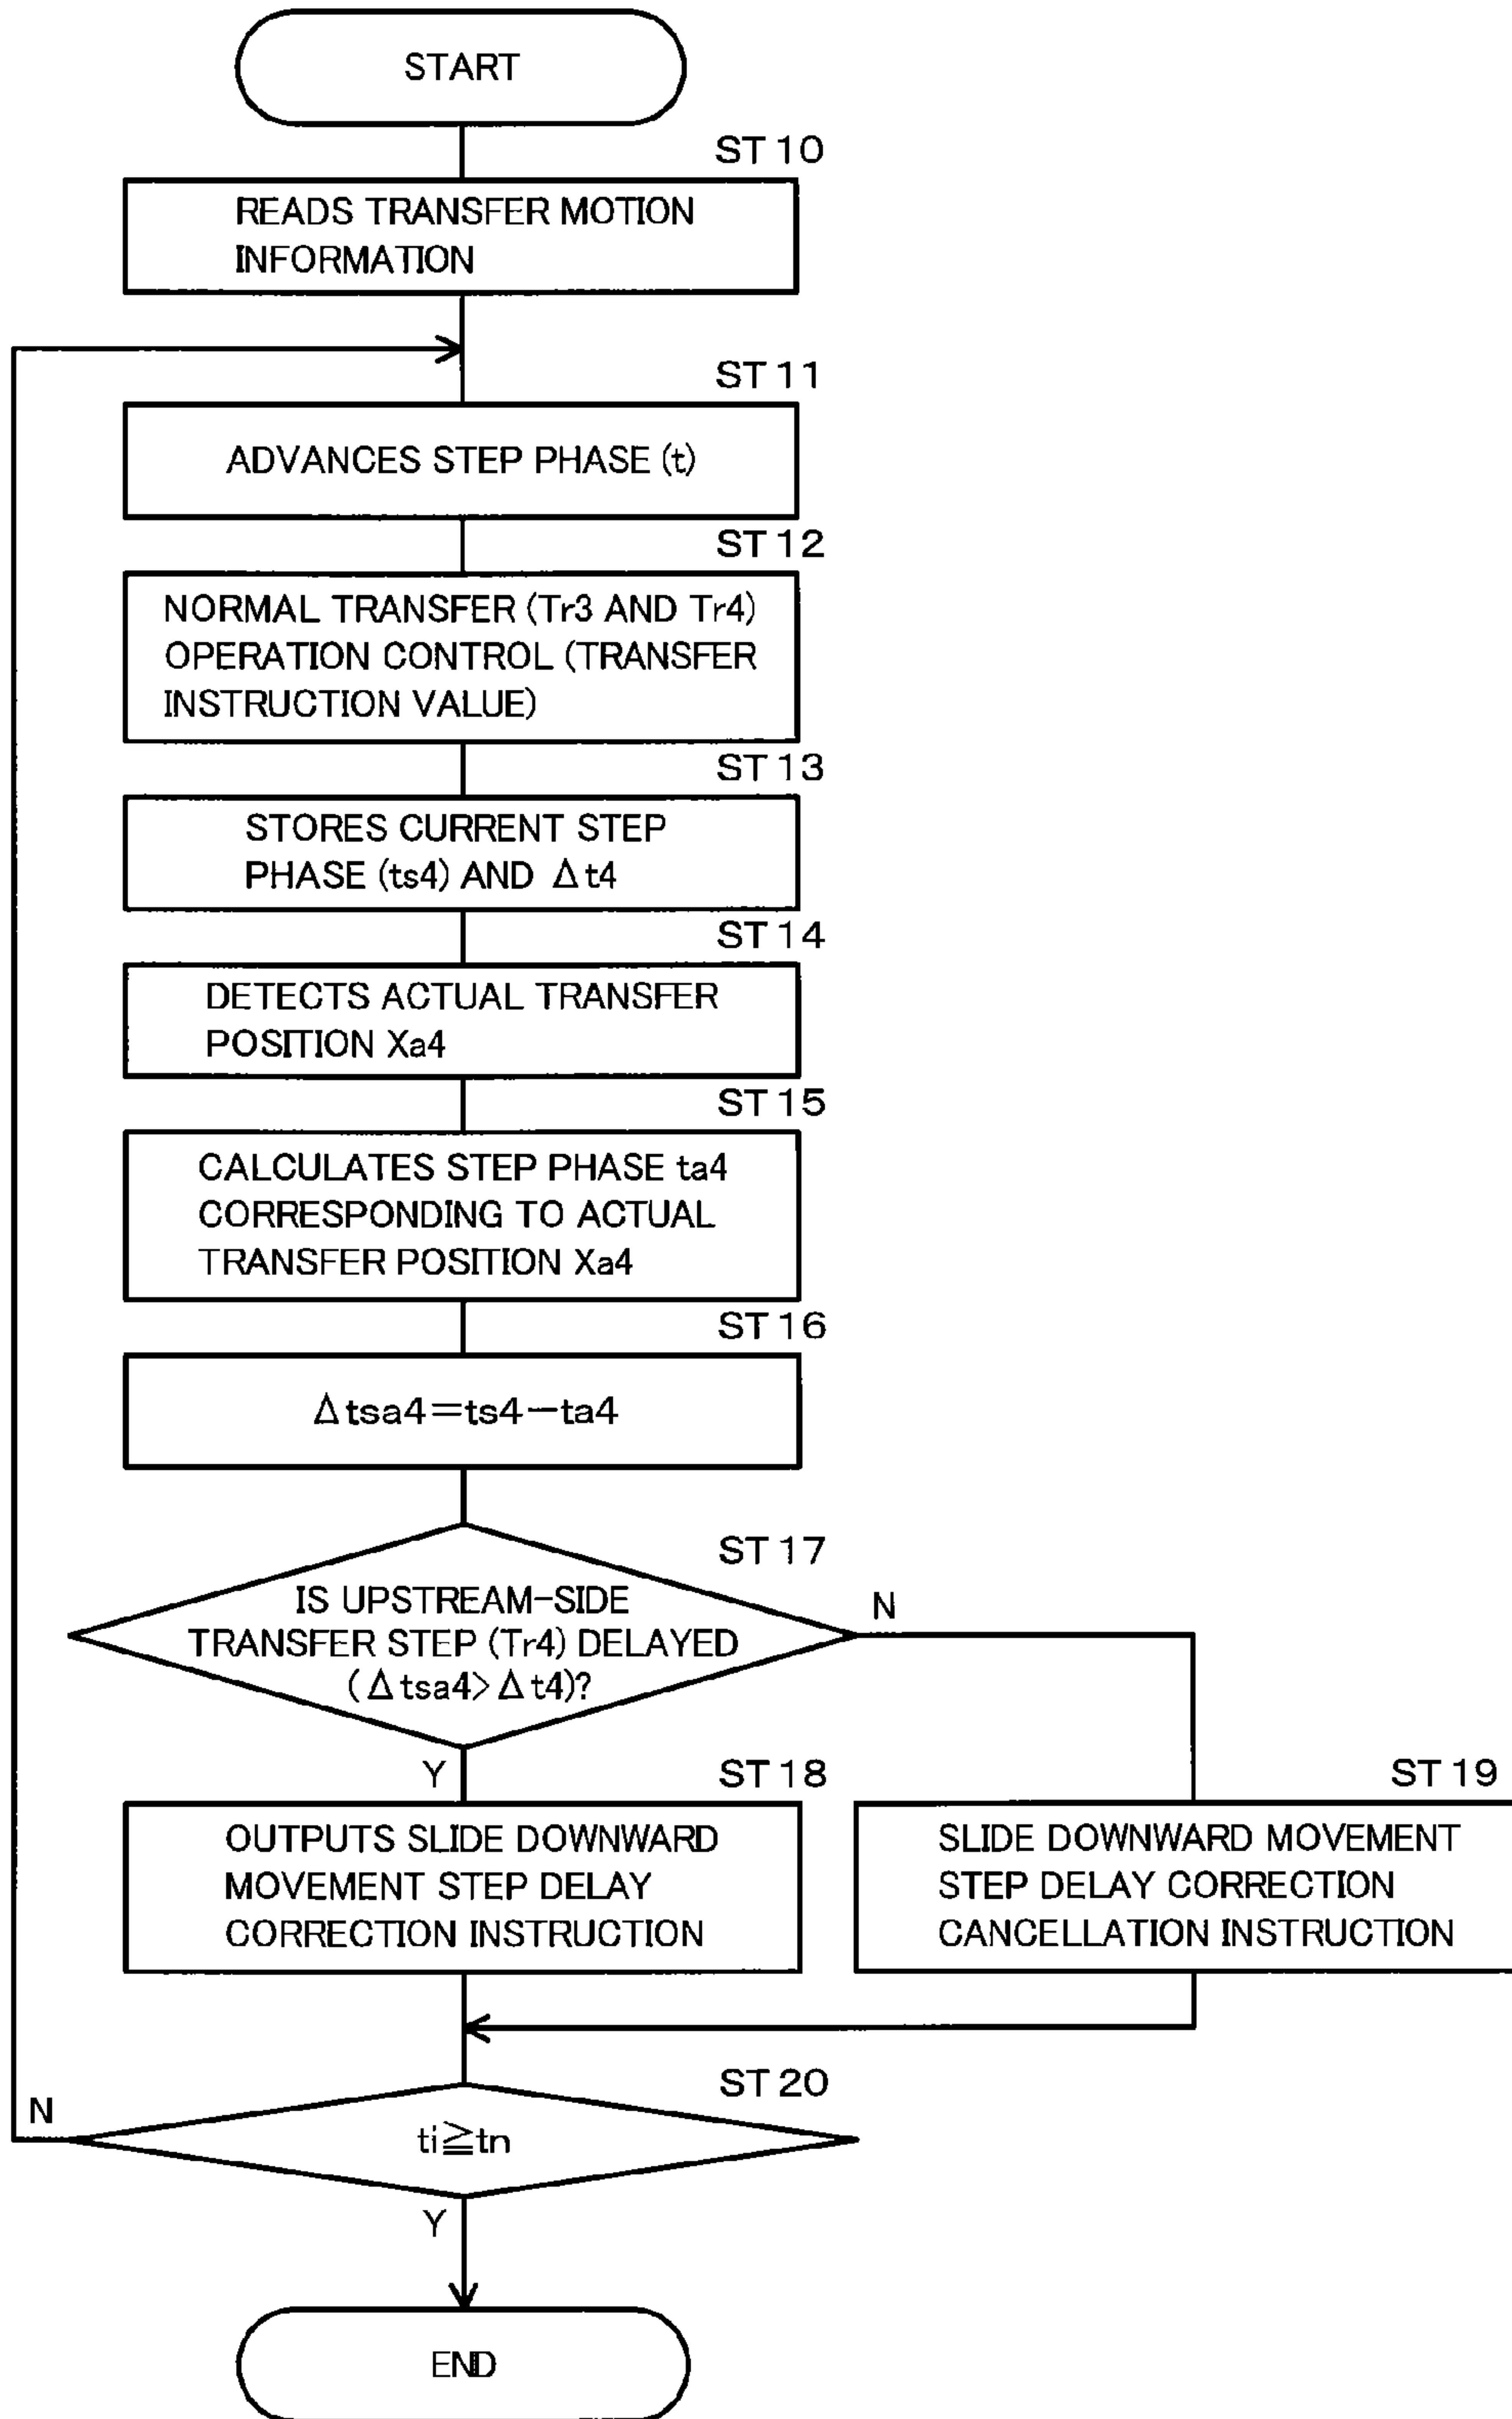 START
ST10
READS TRANSFER MOTION
INFORMATION
ST11
ADVANCES STEP PHASE (t)
ST12
NORMAL TRANSFER (Tr3 AND Tr4)
OPERATION CONTROL (TRANSFER
INSTRUCTION VALUE)
ST13
STORES CURRENT STEP
PHASE (ts4) AND Δt4
ST14
DETECTS ACTUAL TRANSFER
POSITION Xa4
ST15
CALCULATES STEP PHASE ta4
CORRESPONDING TO ACTUAL
TRANSFER POSITION Xa4
ST16
Δtsa4=ts4-ta4
ST17
IS UPSTREAM-SIDE
TRANSFER STEP (Tr4) DELAYED
(Δtsa4>Δt4)?
N
Y
ST18
OUTPUTS SLIDE DOWNWARD
MOVEMENT STEP DELAY
CORRECTION INSTRUCTION
ST19
SLIDE DOWNWARD MOVEMENT
STEP DELAY CORRECTION
CANCELLATION INSTRUCTION
ST20
N
ti≧tn
Y
END